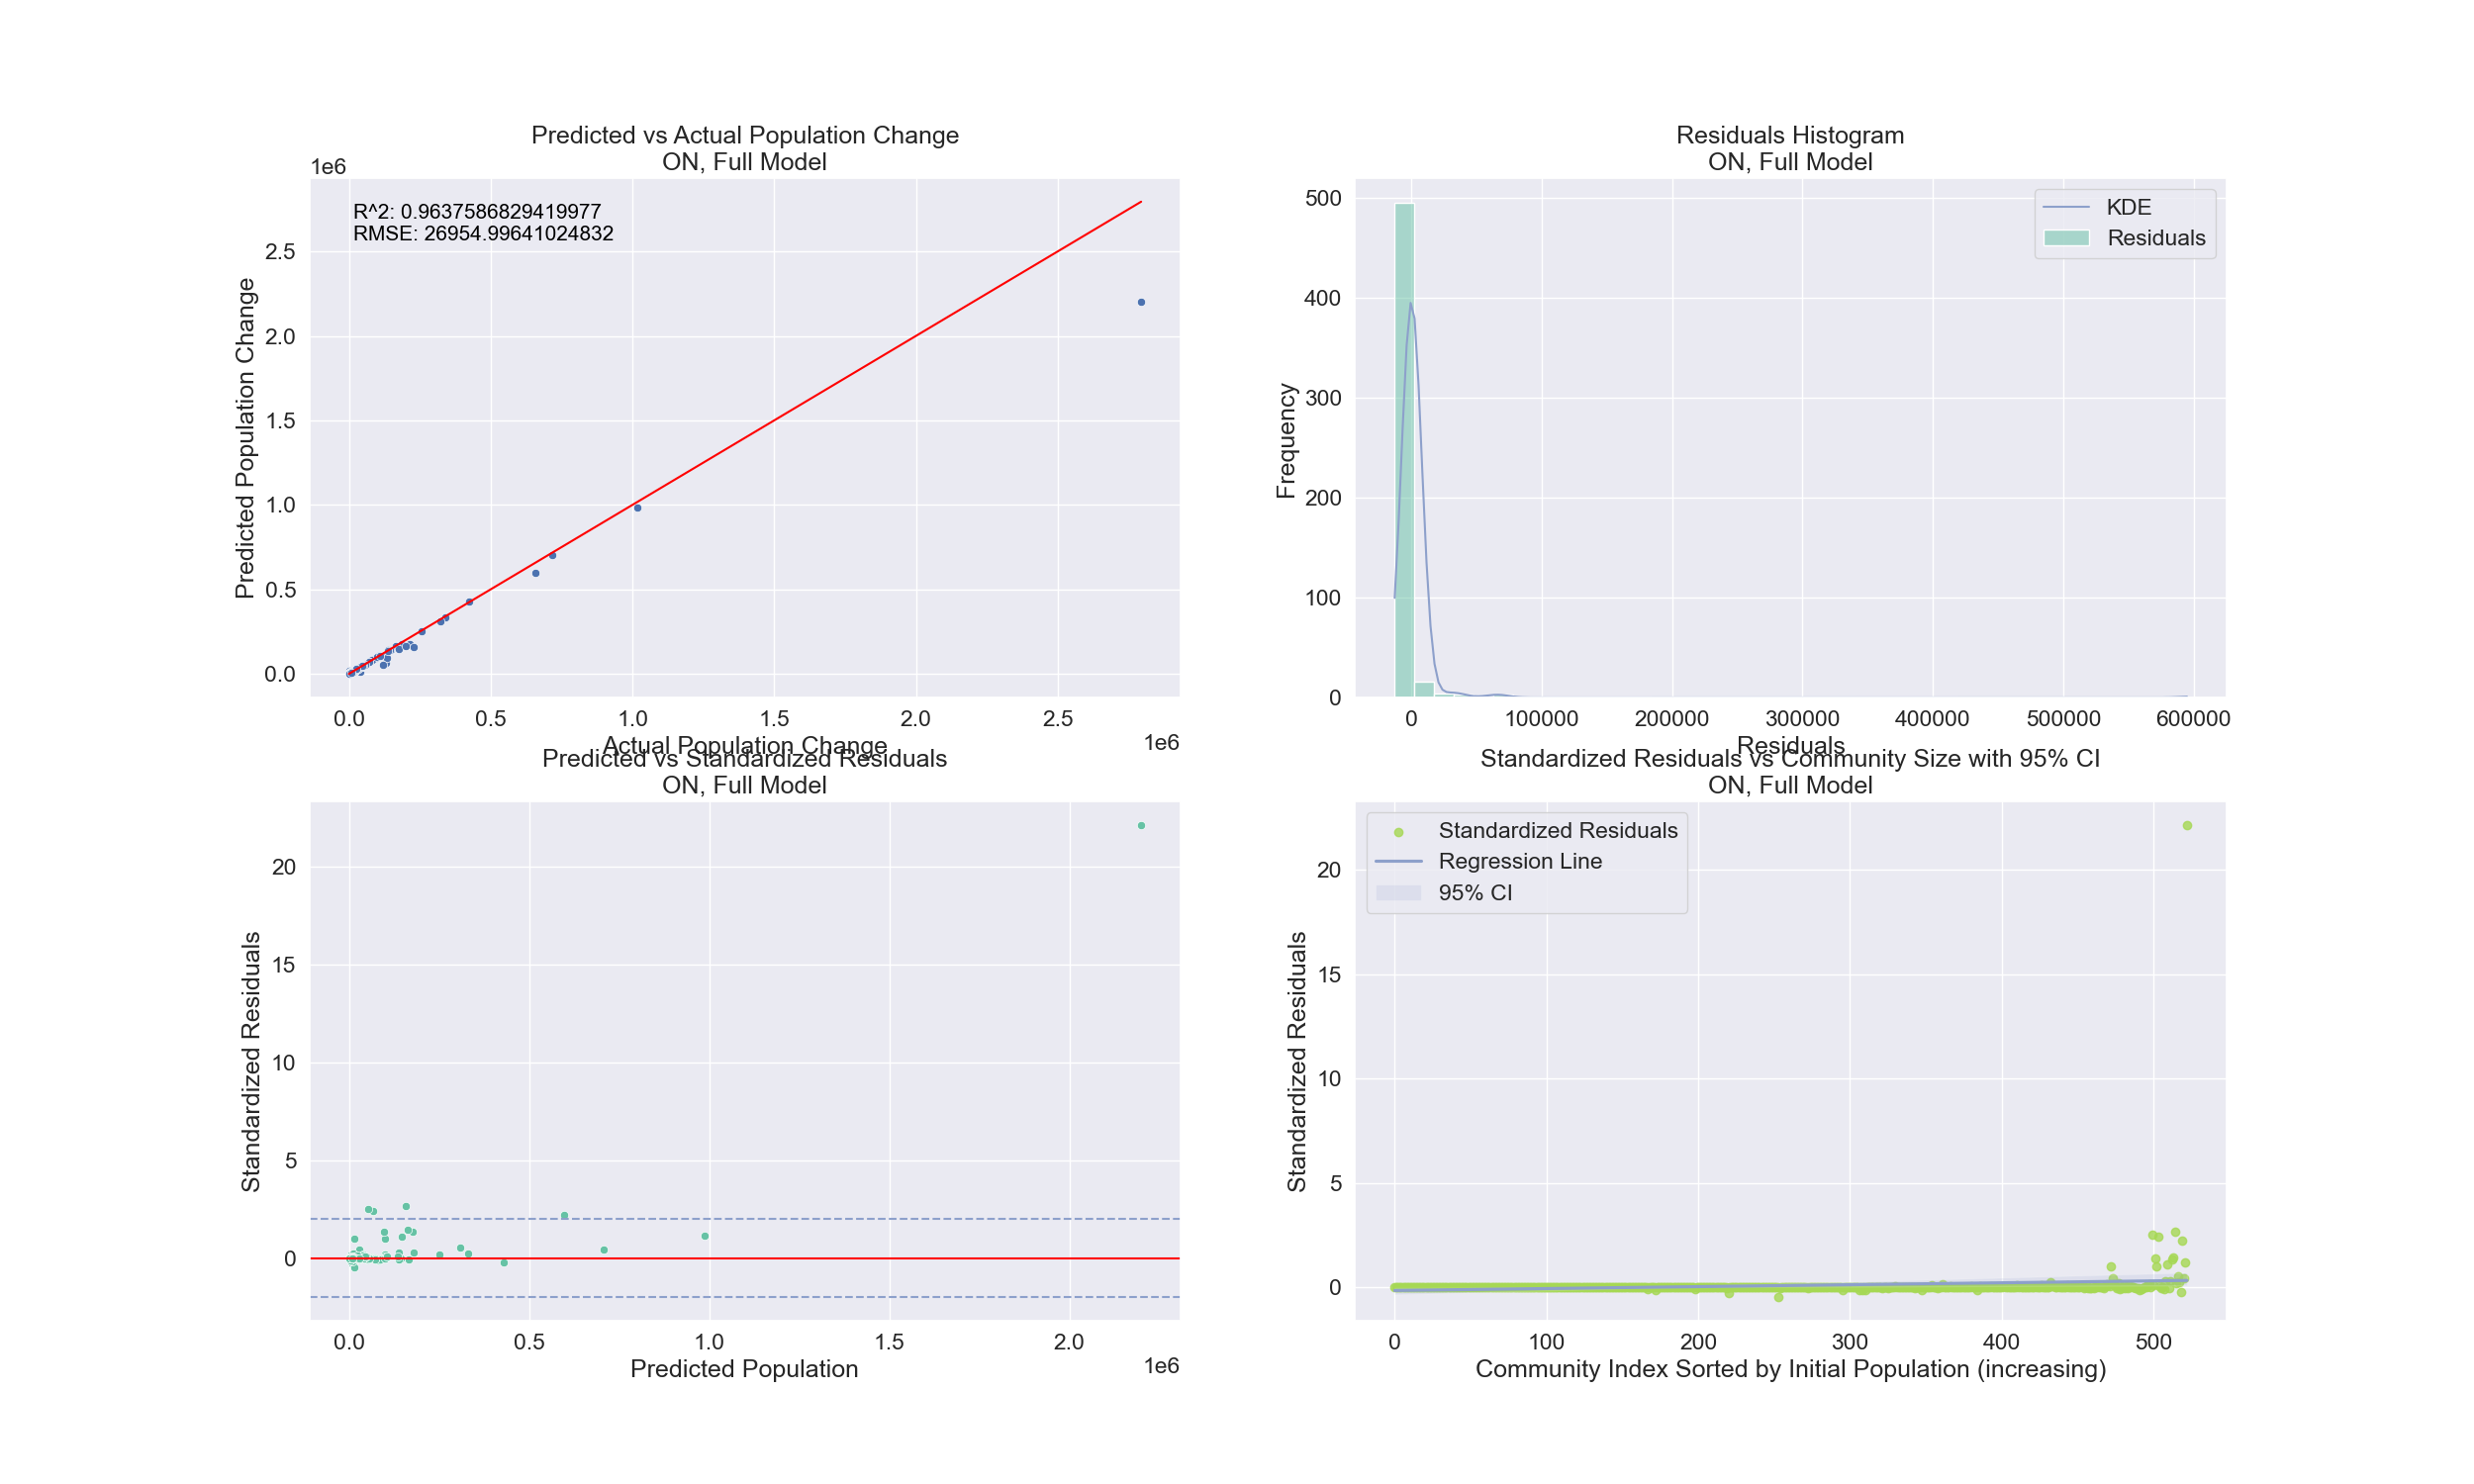 Predicted vs Actual Population Change
ON, Full Model
1e6
R^2: 0.9637586829419977
RMSE: 26954.99641024832
2.5
2.0
1.5
1.0
0.5
0.0
Predicted Population Change
0.0 0.5 1.0 1.5 2.0 2.5
1e6
Actual Population Change
Residuals Histogram
ON, Full Model
KDE
Residuals
500
400
300
200
100
0
Frequency
0 100000 200000 300000 400000 500000 600000
Residuals
Predicted vs Standardized Residuals
ON, Full Model
20
15
10
5
0
Standardized Residuals
0.0 0.5 1.0 1.5 2.0
1e6
Predicted Population
Standardized Residuals vs Community Size with 95% CI
ON, Full Model
Standardized Residuals
Regression Line
95% CI
20
15
10
5
0
Standardized Residuals
0 100 200 300 400 500
Community Index Sorted by Initial Population (increasing)